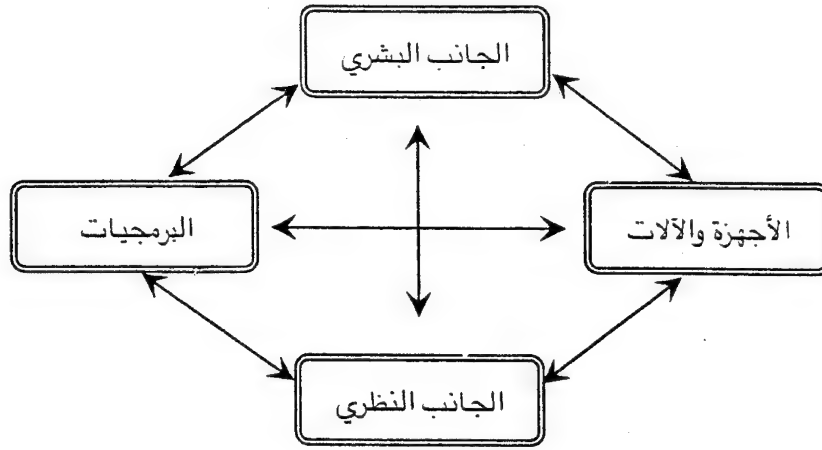 الجانب البشري
الأجهزة والآلات
البرمجيات
الجانب النظري